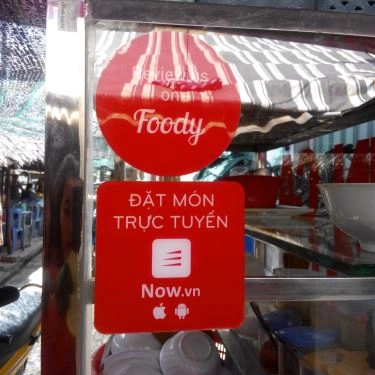 Review us
on
Foody
ĐẶT MÓN
TRỰC TUYẾN
Now.vn